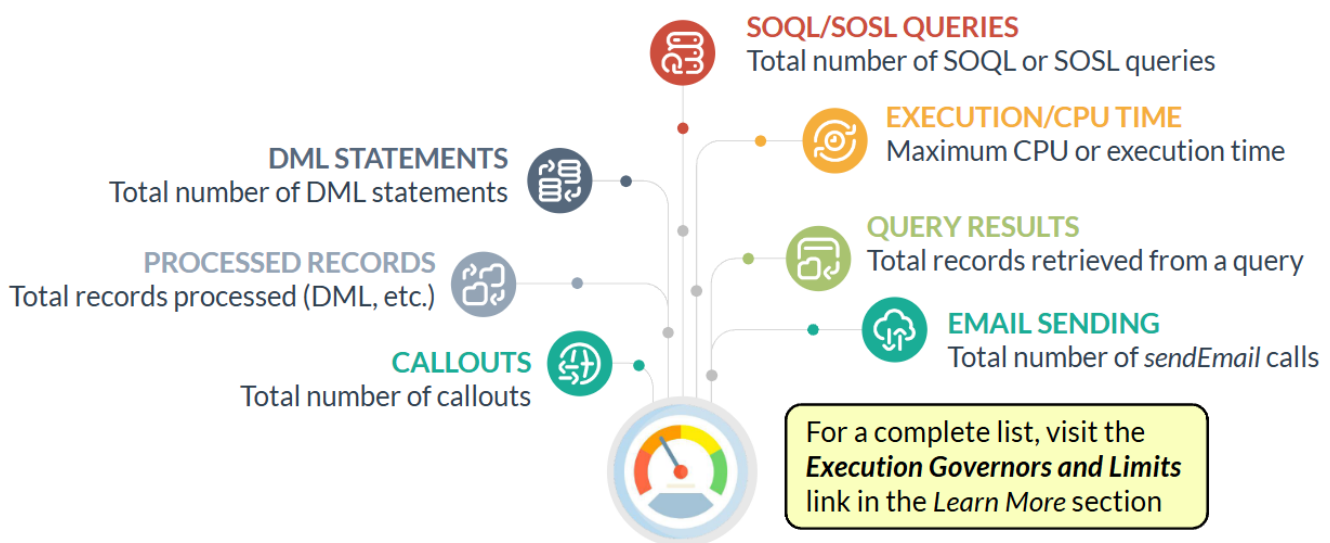 SOQL/SOSL QUERIES
Total number of SOQL or SOSL queries
EXECUTION/CPU TIME
Maximum CPU or execution time
DML STATEMENTS
Total number of DML statements
QUERY RESULTS
Total records retrieved from a query
PROCESSED RECORDS
Total records processed (DML, etc.)
EMAIL SENDING
Total number of sendEmail calls
CALLOUTS
Total number of callouts
For a complete list, visit the
Execution Governors and Limits
link in the Learn More section